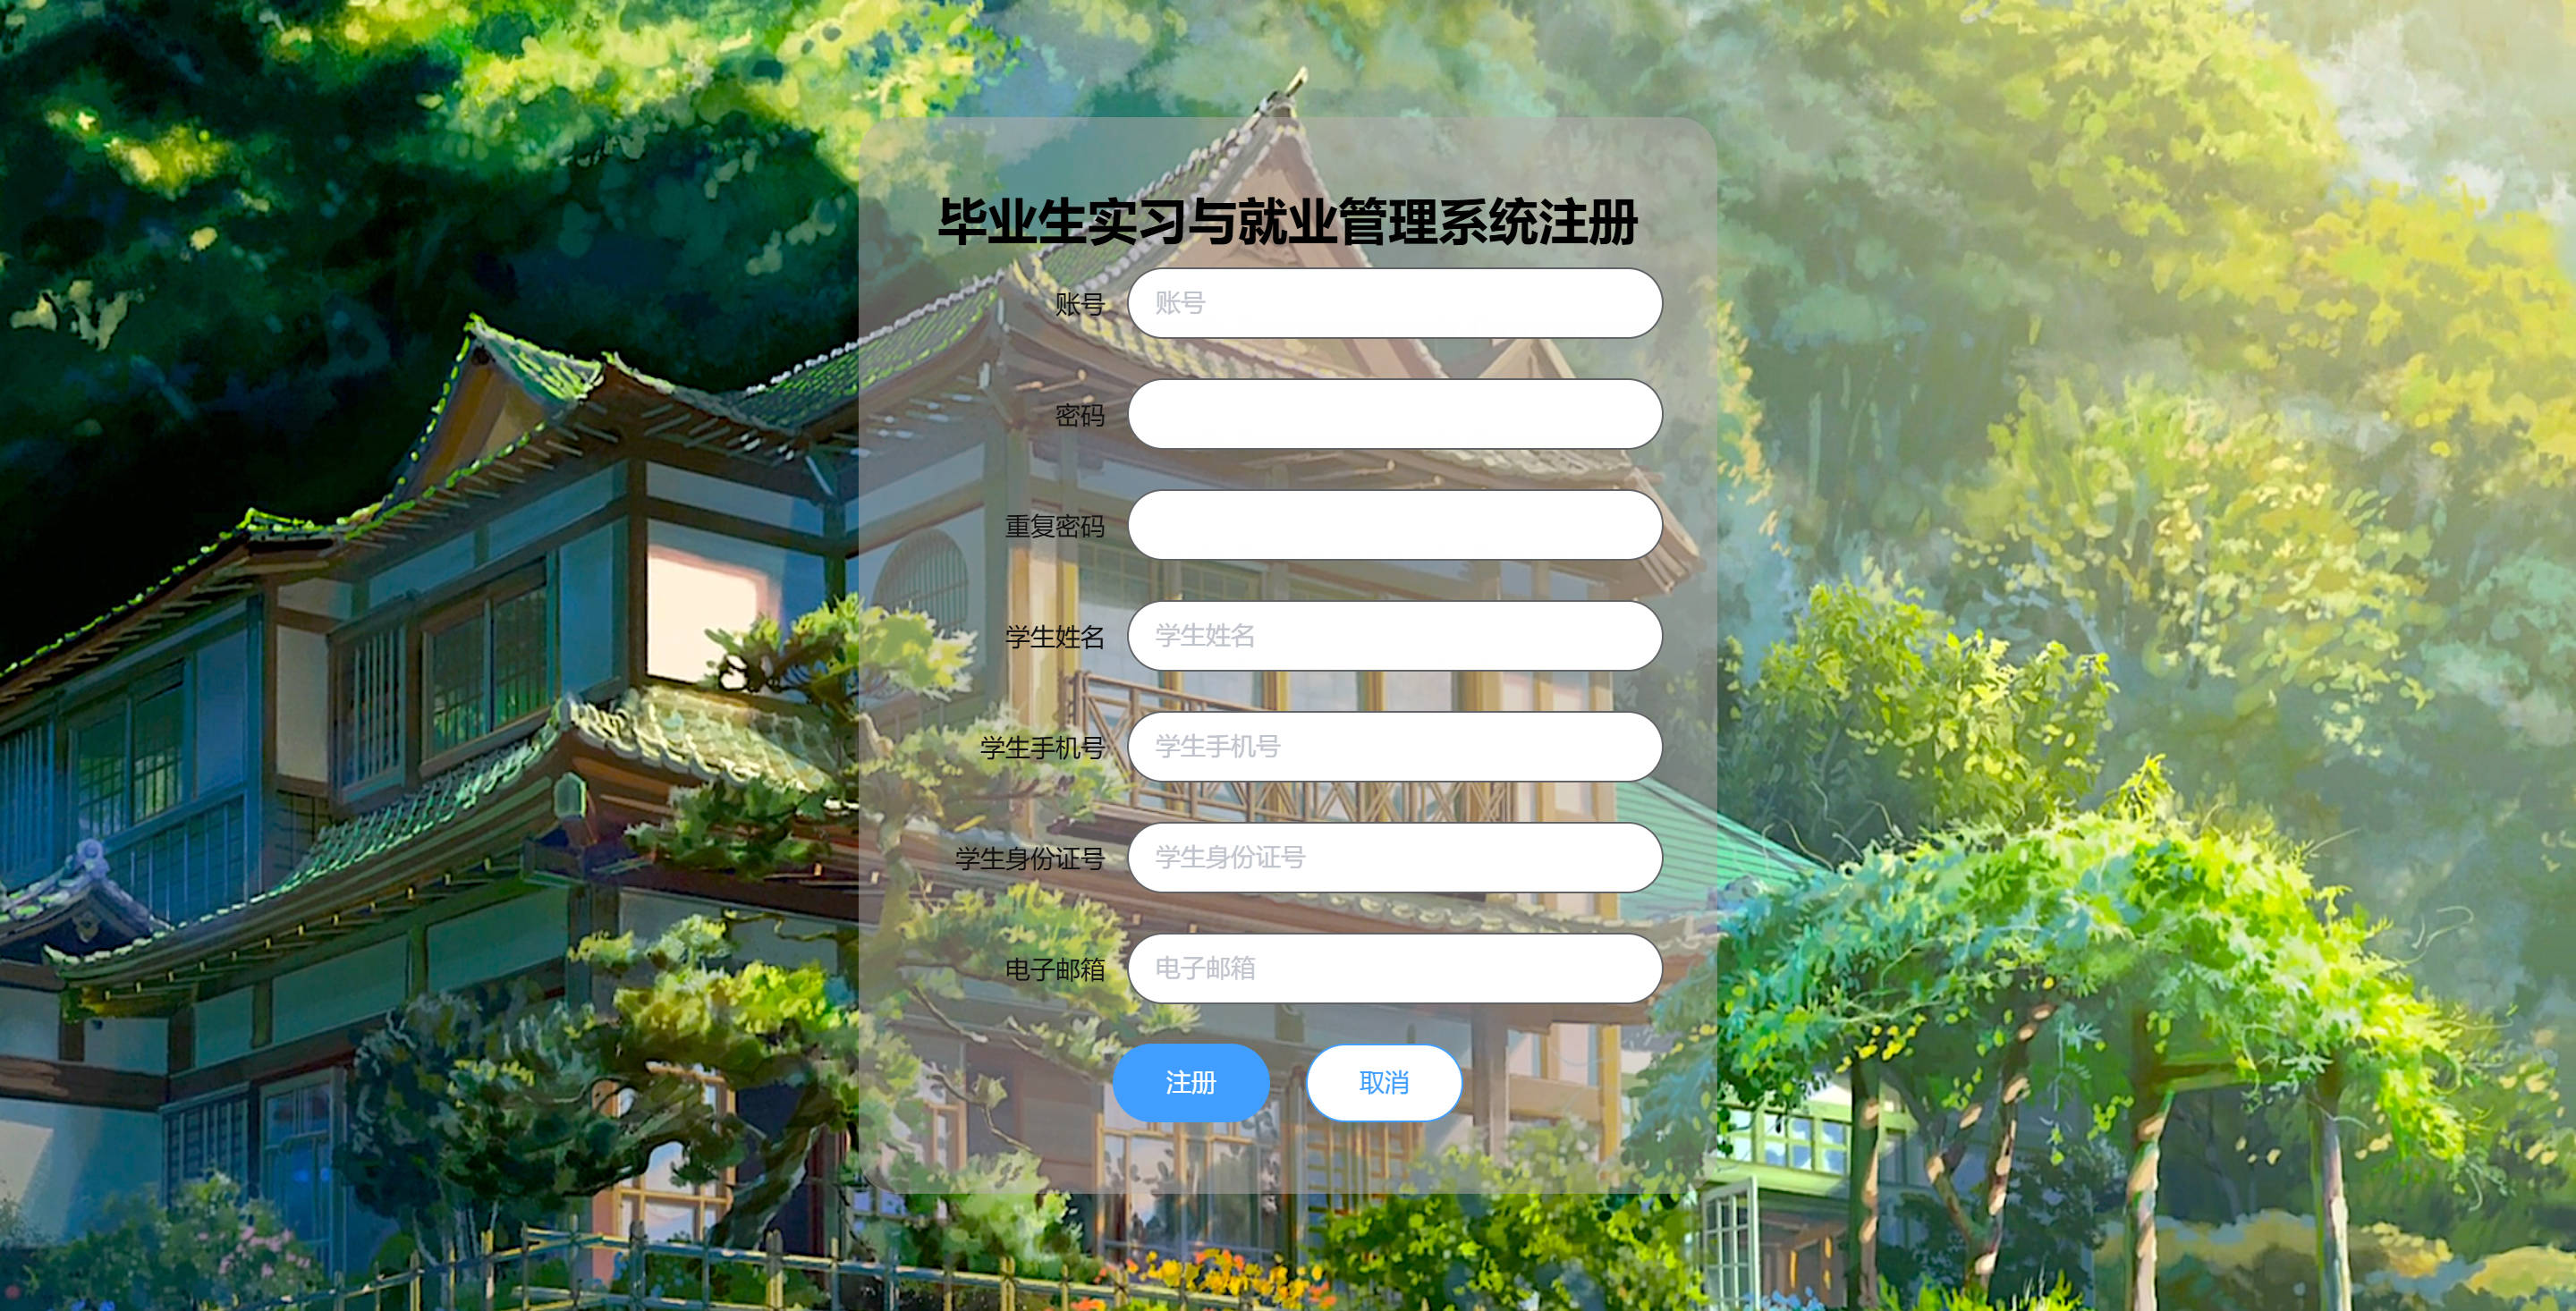 毕业生实习与就业管理系统注册
账号 账号
密码
重复密码
学生姓名 学生姓名
学生手机号 学生手机号
学生身份证号 学生身份证号
电子邮箱 电子邮箱
注册 取消